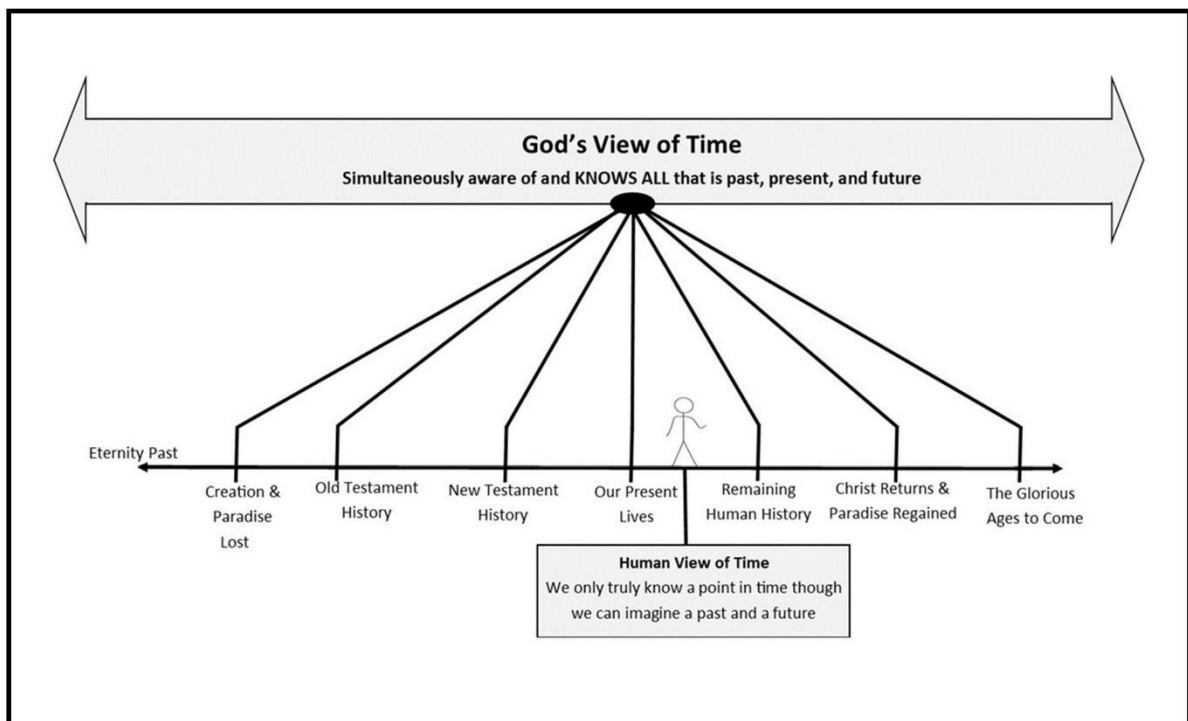 God’s View of Time
Simultaneously aware of and KNOWS ALL that is past, present, and future
Eternity Past
Creation &
Paradise
Lost
Old Testament
History
New Testament
History
Our Present
Lives
Remaining
Human History
Christ Returns &
Paradise Regained
The Glorious
Ages to Come
Human View of Time
We only truly know a point in time though
we can imagine a past and a future